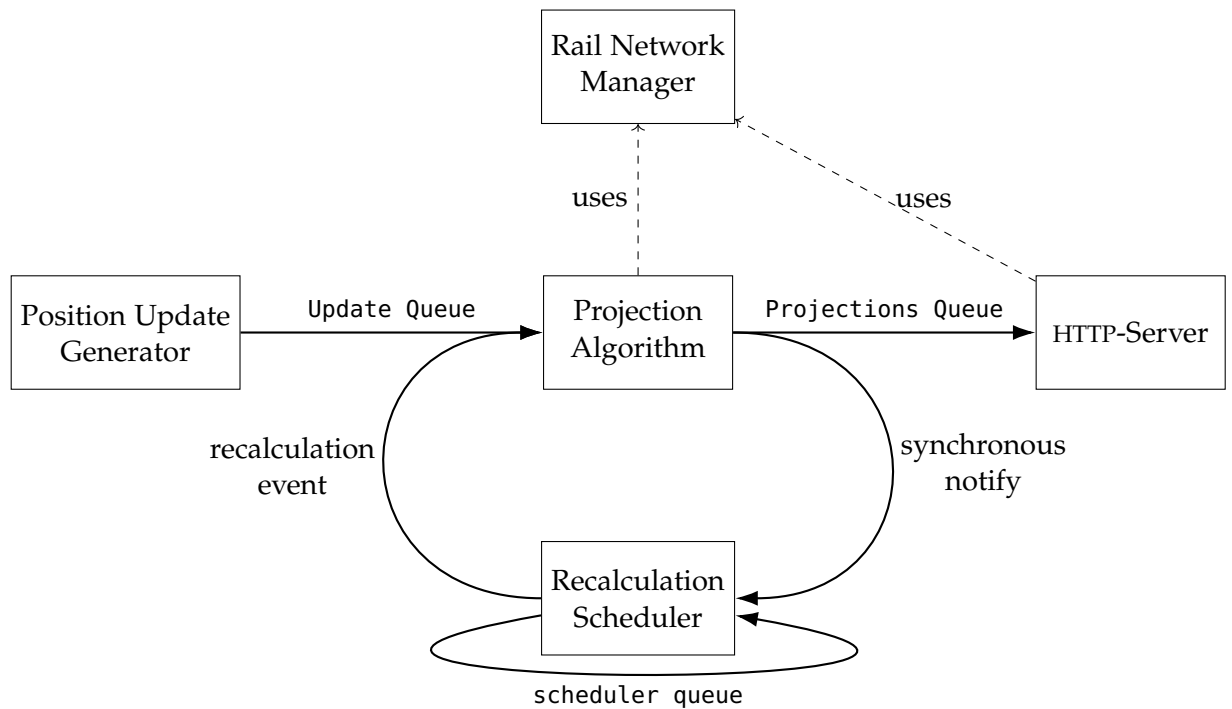 Rail Network
Manager
uses
uses
Position Update
Generator
Update Queue
Projection
Algorithm
Projections Queue
HTTP-Server
recalculation
event
synchronous
notify
Recalculation
Scheduler
scheduler queue